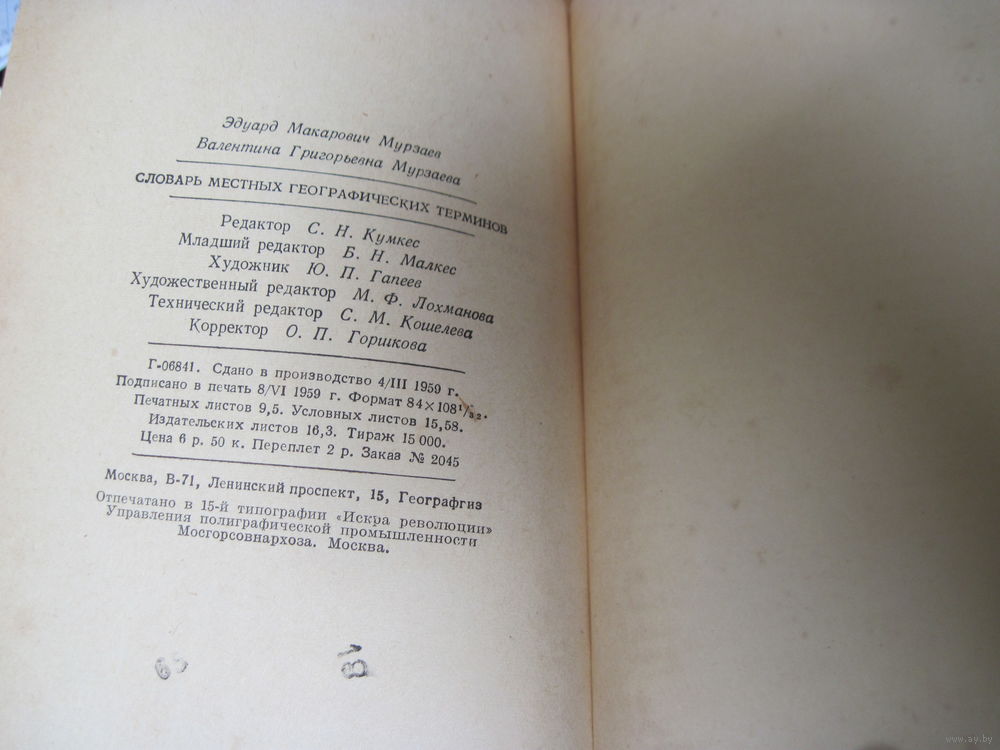 Эдуард Макарович Мурзаев
Валентина Григорьевна Мурзаева
СЛОВАРЬ МЕСТНЫХ ГЕОГРАФИЧЕСКИХ ТЕРМИНОВ
Редактор С. Н. Кумкес
Младший редактор Б. Н. Малкес
Художник Ю. П. Гапеев
Художественный редактор М. Ф. Лохманова
Технический редактор С. М. Кошелева
Корректор О. П. Горшкова
Г-06841. Сдано в производство 4/III 1959 г.
Подписано в печать 8/VI 1959 г. Формат 84×108¹/₃₂.
Печатных листов 9,5. Условных листов 15,58.
Издательских листов 16,3. Тираж 15 000.
Цена 6 р. 50 к. Переплет 2 р. Заказ № 2045
Москва, В-71, Ленинский проспект, 15, Географгиз
Отпечатано в 15-й типографии «Искра революции»
Управления полиграфической промышленности
Мосгорсовнархоза. Москва.
www.ay.by